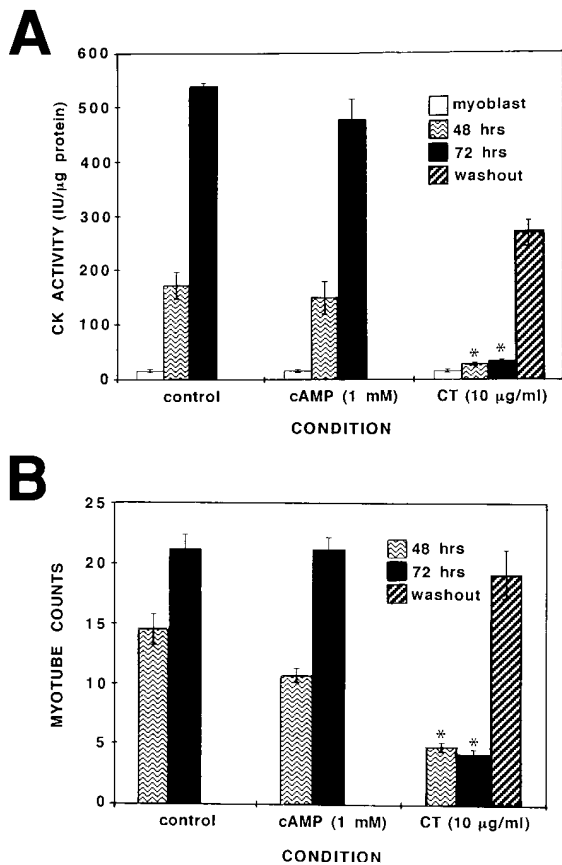 A
600
500
400
300
200
100
0
CK ACTIVITY (IU/µg protein)
myoblast
48 hrs
72 hrs
washout
* *
control cAMP (1 mM) CT (10 µg/ml)
CONDITION
B
25
20
15
10
5
0
MYOTUBE COUNTS
48 hrs
72 hrs
washout
* *
control cAMP (1 mM) CT (10 µg/ml)
CONDITION